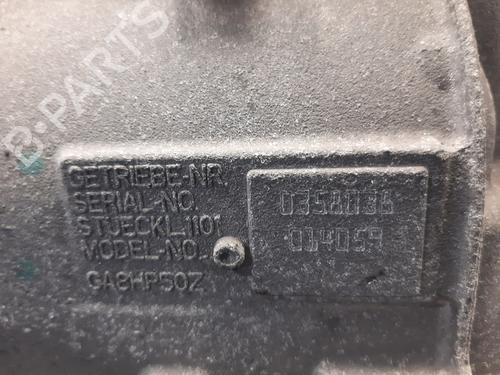 B-PARTS
GETRIEBE-NR.
SERIAL-NO.
STUECKL.1101
MODEL-NO.
GA8HP50Z
0358036
014059